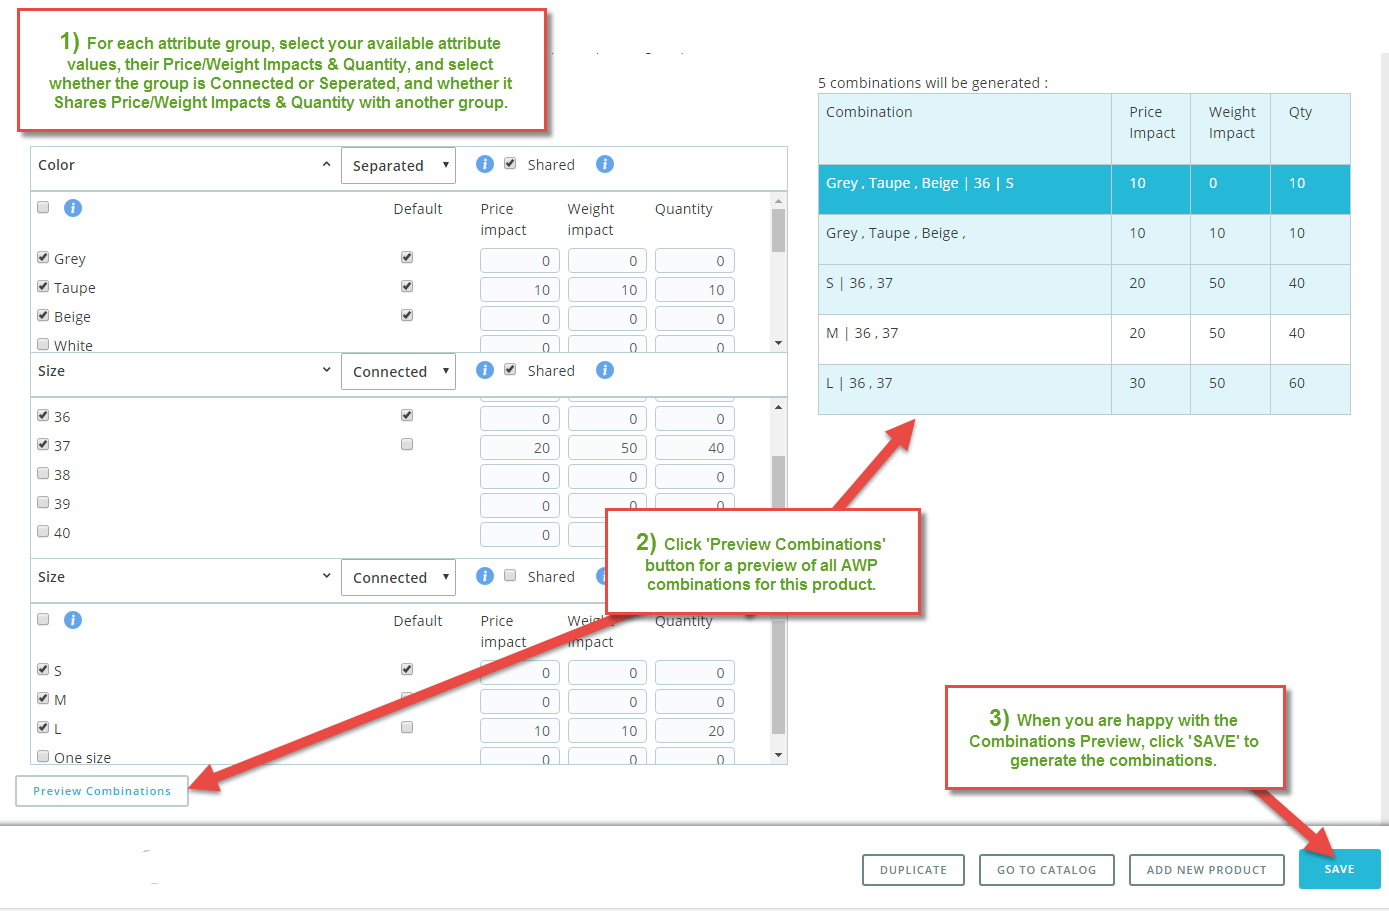 1) For each attribute group, select your available attribute
values, their Price/Weight Impacts & Quantity, and select
whether the group is Connected or Seperated, and whether it
Shares Price/Weight Impacts & Quantity with another group.
5 combinations will be generated :
Combination Price Impact Weight Impact Qty
Grey , Taupe , Beige | 36 | S 10 0 10
Grey , Taupe , Beige , 10 10 10
S | 36 , 37 20 50 40
M | 36 , 37 20 50 40
L | 36 , 37 30 50 60
Color Separated Shared
Default Price impact Weight impact Quantity
Grey 0 0 0
Taupe 10 10 10
Beige 0 0 0
White 0 0 0
Size Connected Shared
36 0 0 0
37 20 50 40
38 0 0 0
39 0 0 0
40 0
Size Connected Shared
Default Price impact Weight impact Quantity
S 0 0 0
M 0 0 0
L 10 10 20
One size 0 0 0
2) Click 'Preview Combinations'
button for a preview of all AWP
combinations for this product.
Preview Combinations
3) When you are happy with the
Combinations Preview, click 'SAVE' to
generate the combinations.
DUPLICATE GO TO CATALOG ADD NEW PRODUCT SAVE